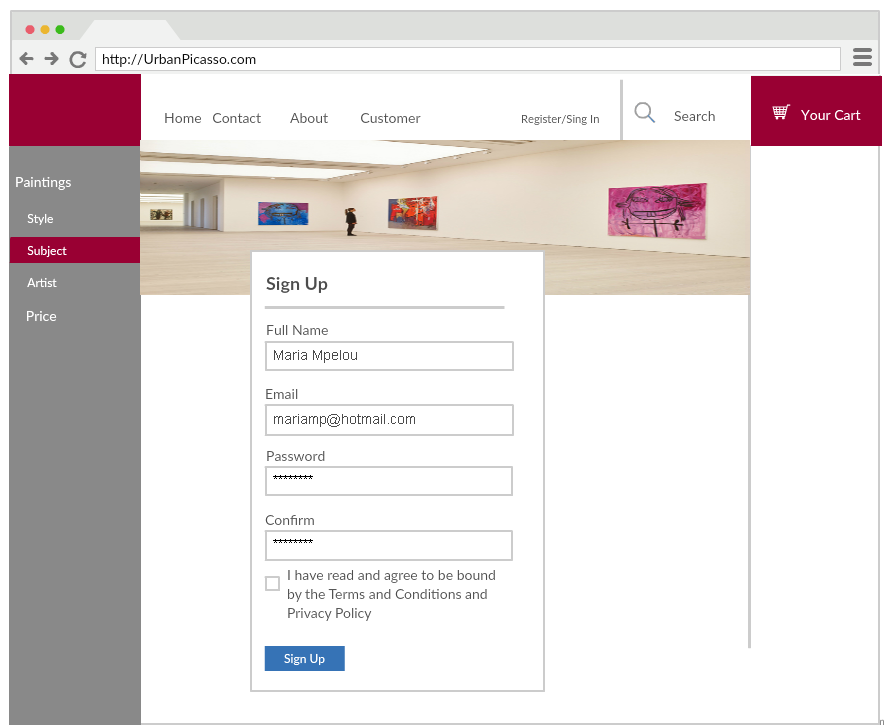 http://UrbanPicasso.com
Home Contact About Customer Register/Sing In Search Your Cart
Paintings
Style
Subject
Artist
Price
Sign Up
Full Name
Maria Mpelou
Email
mariamp@hotmail.com
Password
********
Confirm
********
I have read and agree to be bound
by the Terms and Conditions and
Privacy Policy
Sign Up